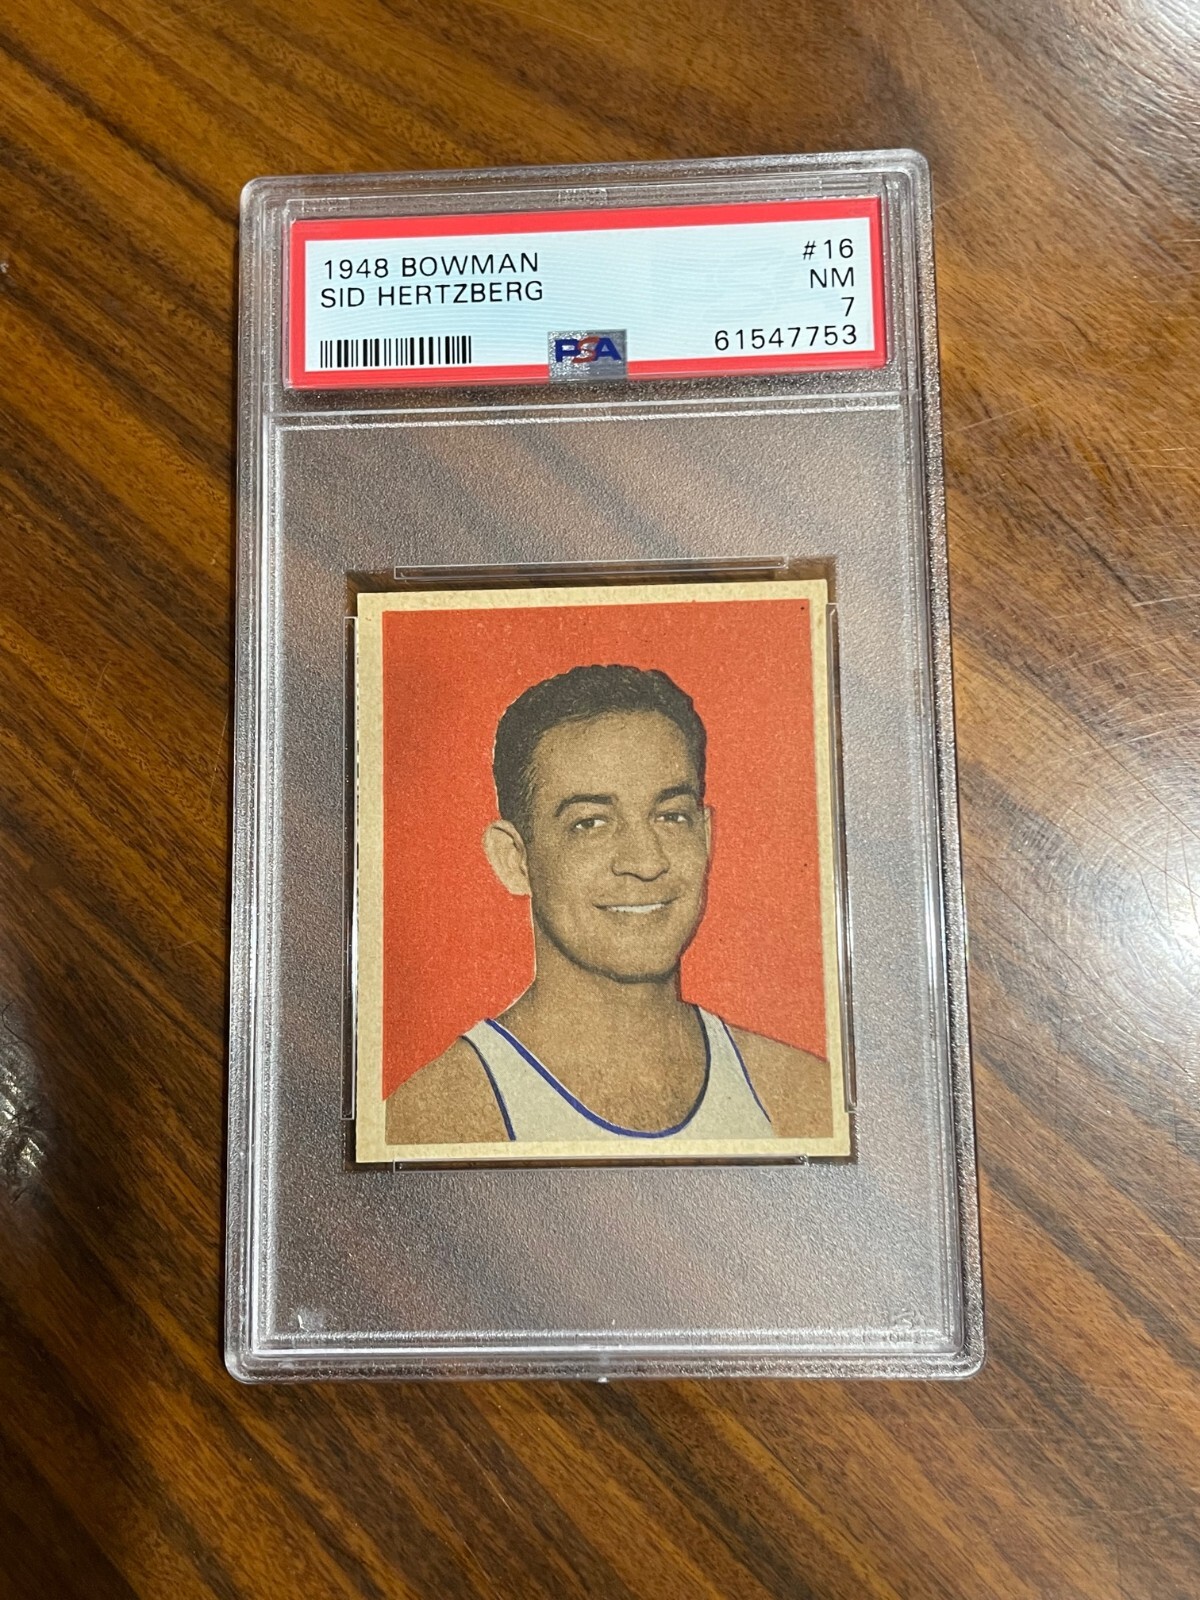 1948 BOWMAN #16
SID HERTZBERG NM
7
PSA 61547753